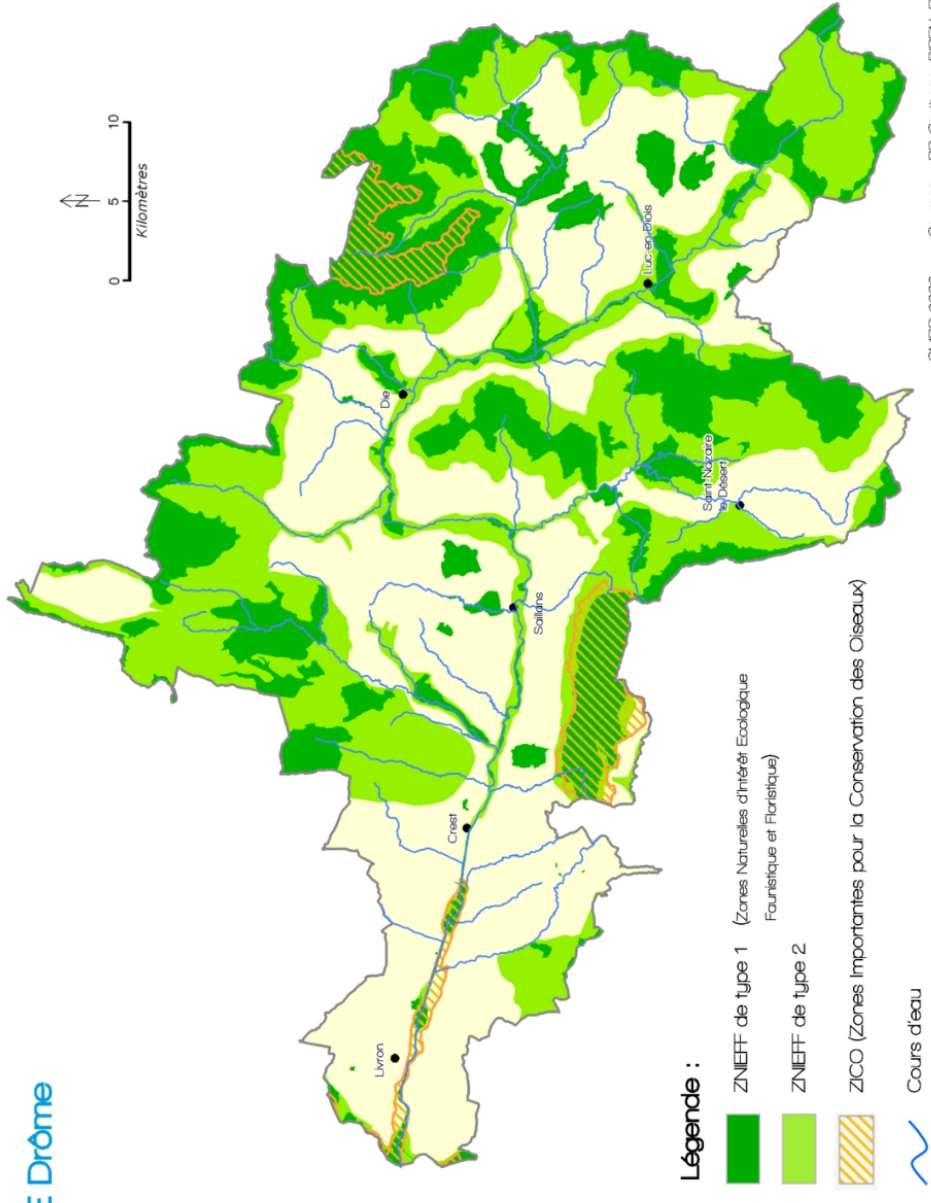 Drôme
N
0 5 10
Kilomètres
Die
Luc-en-Diois
Saint Nazaire
le Désert
Saillans
Crest
Livron
Légende :
ZNIEFF de type 1 (Zones Naturelles d'Intérêt Ecologique
Faunistique et Floristique)
ZNIEFF de type 2
ZICO (Zones Importantes pour la Conservation des Oiseaux)
Cours d'eau